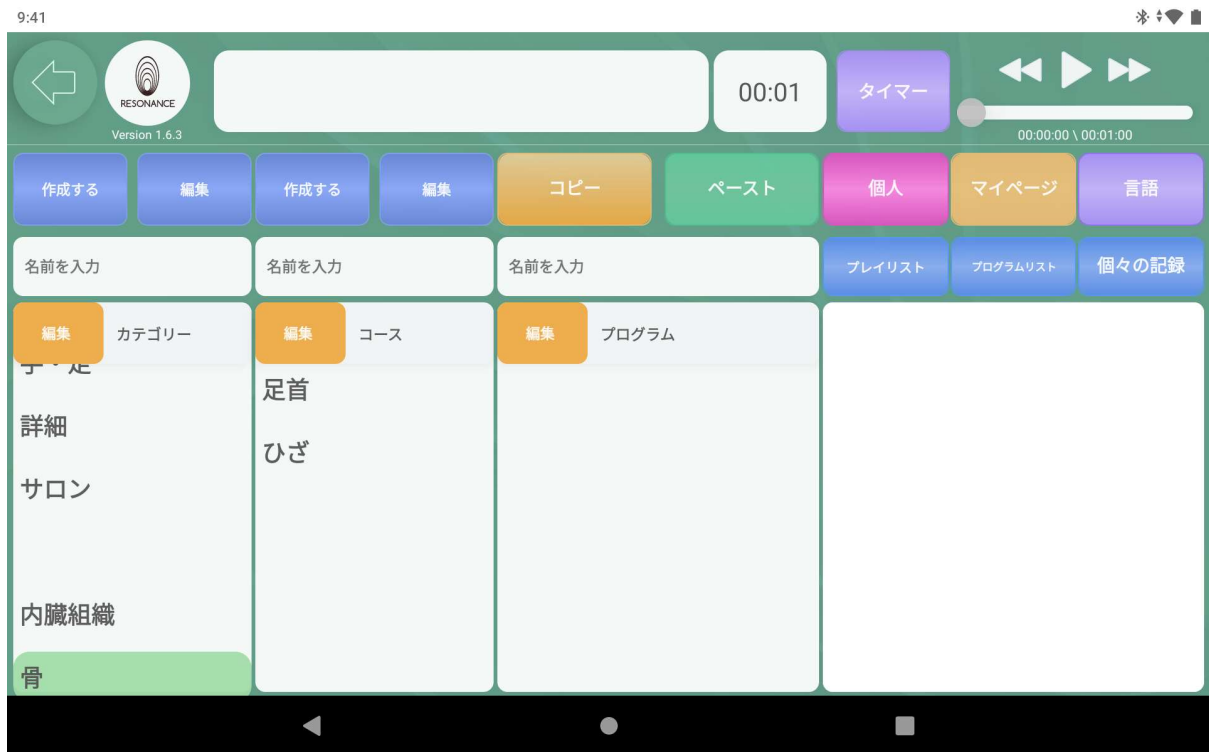 9:41
RESONANCE
Version 1.6.3
00:01
タイマー
00:00:00 \ 00:01:00
作成する
編集
作成する
編集
コピー
ペースト
個人
マイページ
言語
名前を入力
名前を入力
名前を入力
プレイリスト
プログラムリスト
個々の記録
編集
カテゴリー
編集
コース
編集
プログラム
手・足
詳細
サロン
内臓組織
骨
足首
ひざ